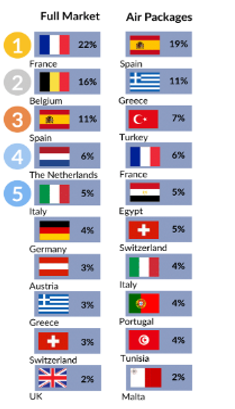 Full Market Air Packages
1 22% 19%
France Spain
2 16% 11%
Belgium Greece
3 11% 7%
Spain Turkey
4 6% 6%
The Netherlands France
5 5% 5%
Italy Egypt
4% 5%
Germany Switzerland
3% 4%
Austria Italy
3% 4%
Greece Portugal
3% 4%
Switzerland Tunisia
2% 2%
UK Malta